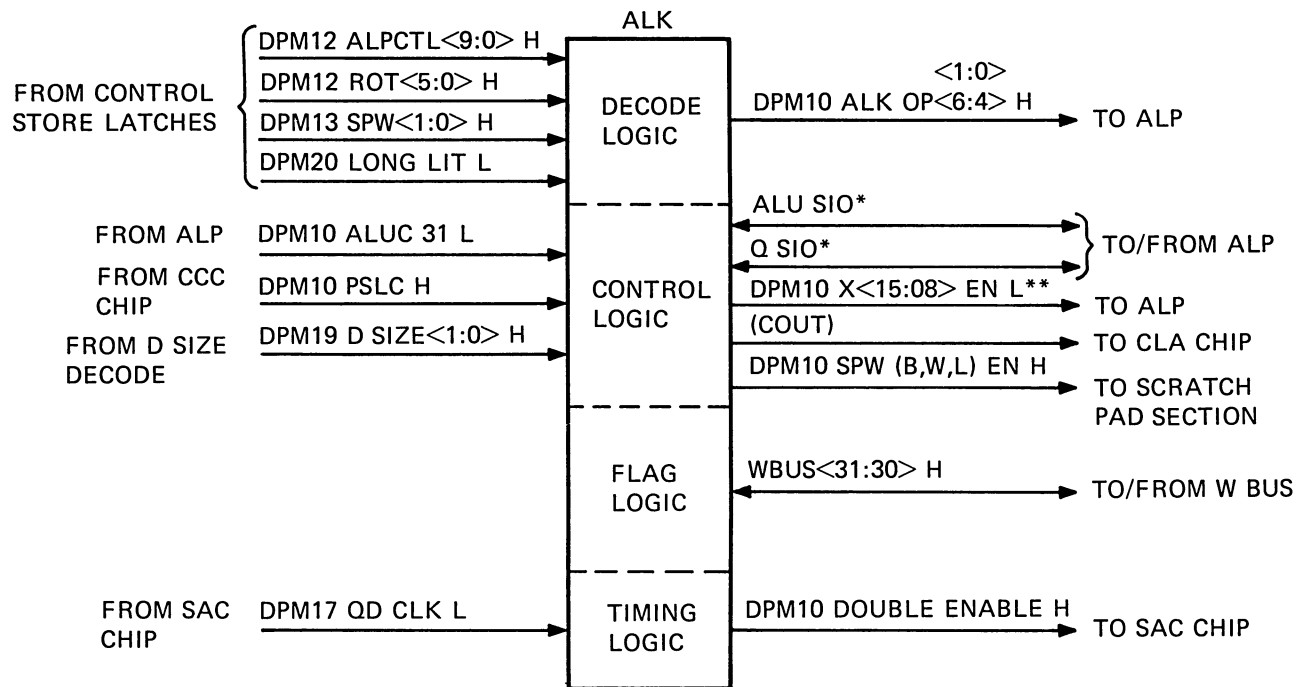 ALK
FROM CONTROL
STORE LATCHES
DPM12 ALPCTL<9:0> H
DPM12 ROT<5:0> H
DPM13 SPW<1:0> H
DPM20 LONG LIT L
DECODE
LOGIC
<1:0>
DPM10 ALK OP<6:4> H
TO ALP
FROM ALP
DPM10 ALUC 31 L
FROM CCC
CHIP
DPM10 PSLC H
FROM D SIZE
DECODE
DPM19 D SIZE<1:0> H
CONTROL
LOGIC
ALU SIO*
Q SIO*
TO/FROM ALP
DPM10 X<15:08> EN L**
TO ALP
(COUT)
TO CLA CHIP
DPM10 SPW (B,W,L) EN H
TO SCRATCH
PAD SECTION
FLAG
LOGIC
WBUS<31:30> H
TO/FROM W BUS
FROM SAC
CHIP
DPM17 QD CLK L
TIMING
LOGIC
DPM10 DOUBLE ENABLE H
TO SAC CHIP